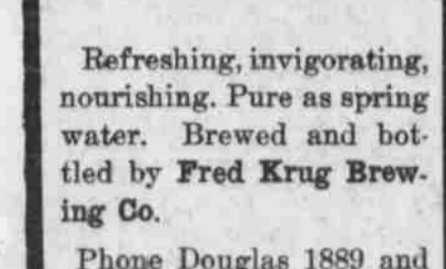 Refreshing, invigorating,
nourishing. Pure as spring
water. Brewed and bot-
tled by Fred Krug Brew-
ing Co.
Phone Douglas 1889 and